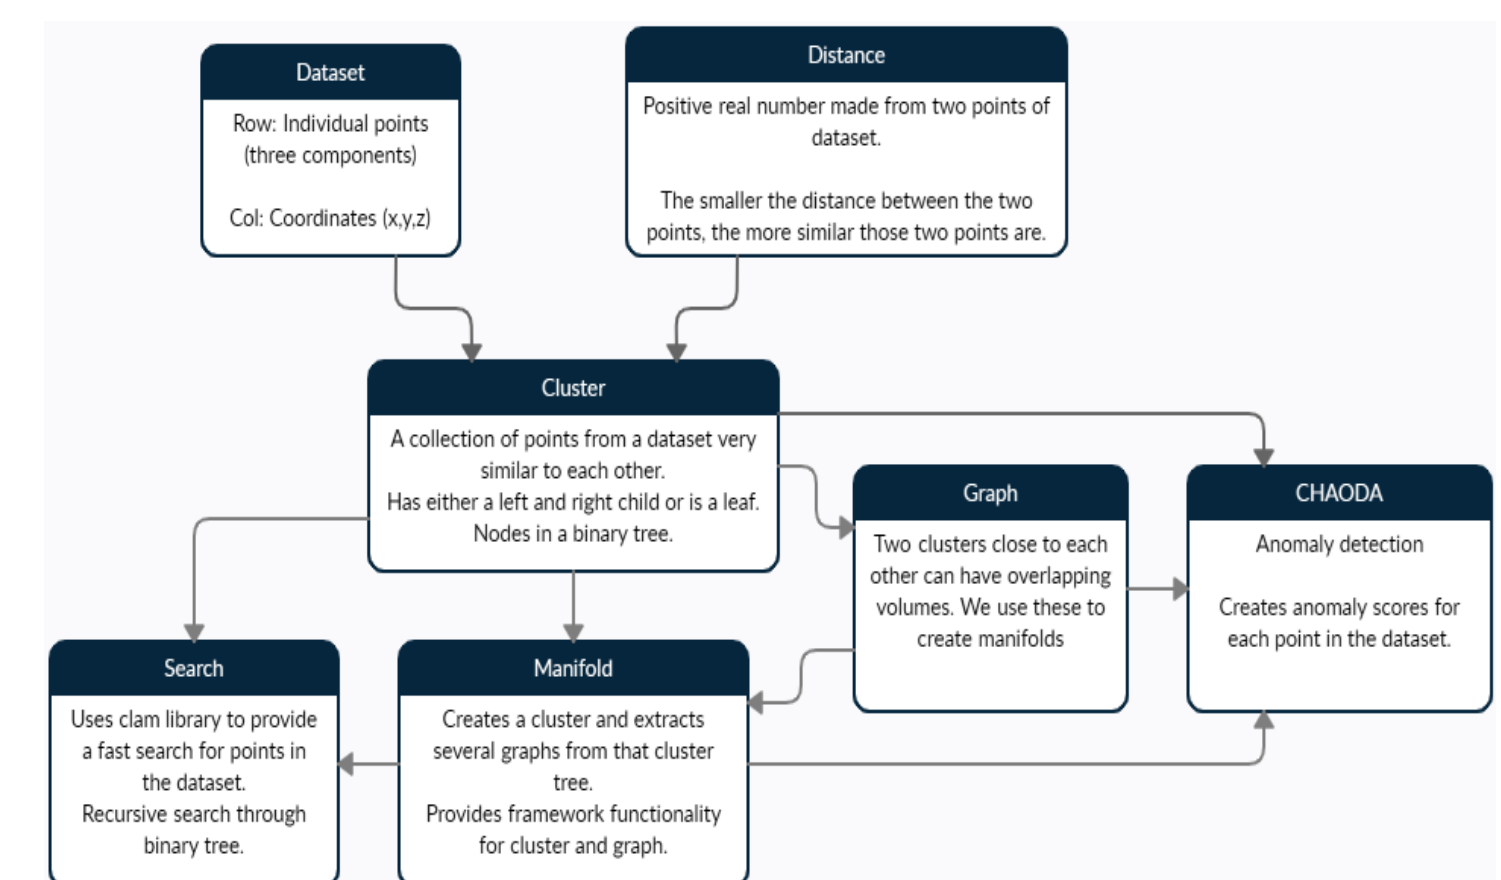 Dataset
Row: Individual points
(three components)
Col: Coordinates (x,y,z)
Distance
Positive real number made from two points of
dataset.
The smaller the distance between the two
points, the more similar those two points are.
Cluster
A collection of points from a dataset very
similar to each other.
Has either a left and right child or is a leaf.
Nodes in a binary tree.
Graph
Two clusters close to each
other can have overlapping
volumes. We use these to
create manifolds
CHAODA
Anomaly detection
Creates anomaly scores for
each point in the dataset.
Search
Uses clam library to provide
a fast search for points in
the dataset.
Recursive search through
binary tree.
Manifold
Creates a cluster and extracts
several graphs from that cluster
tree.
Provides framework functionality
for cluster and graph.